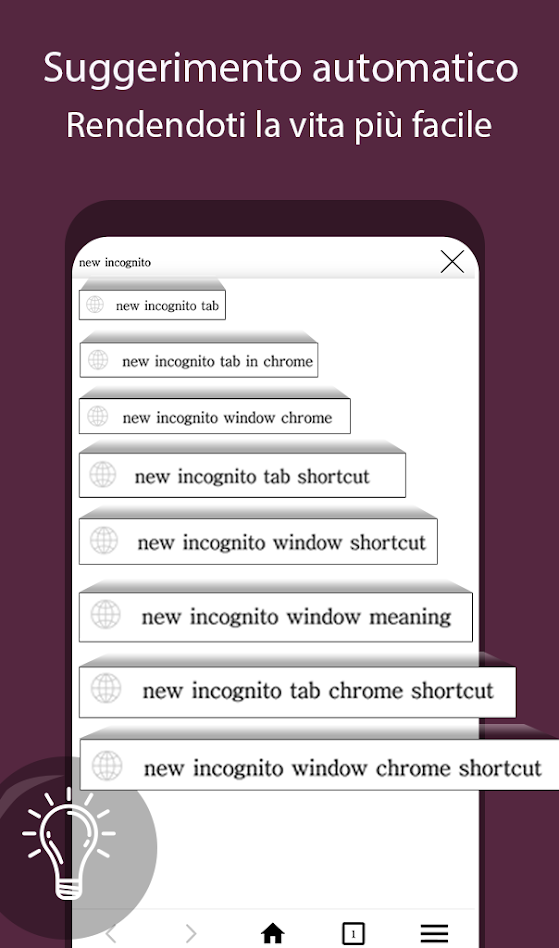 Suggerimento automatico
Rendendoti la vita più facile
new incognito
new incognito tab
new incognito tab in chrome
new incognito window chrome
new incognito tab shortcut
new incognito window shortcut
new incognito window meaning
new incognito tab chrome shortcut
new incognito window chrome shortcut
1